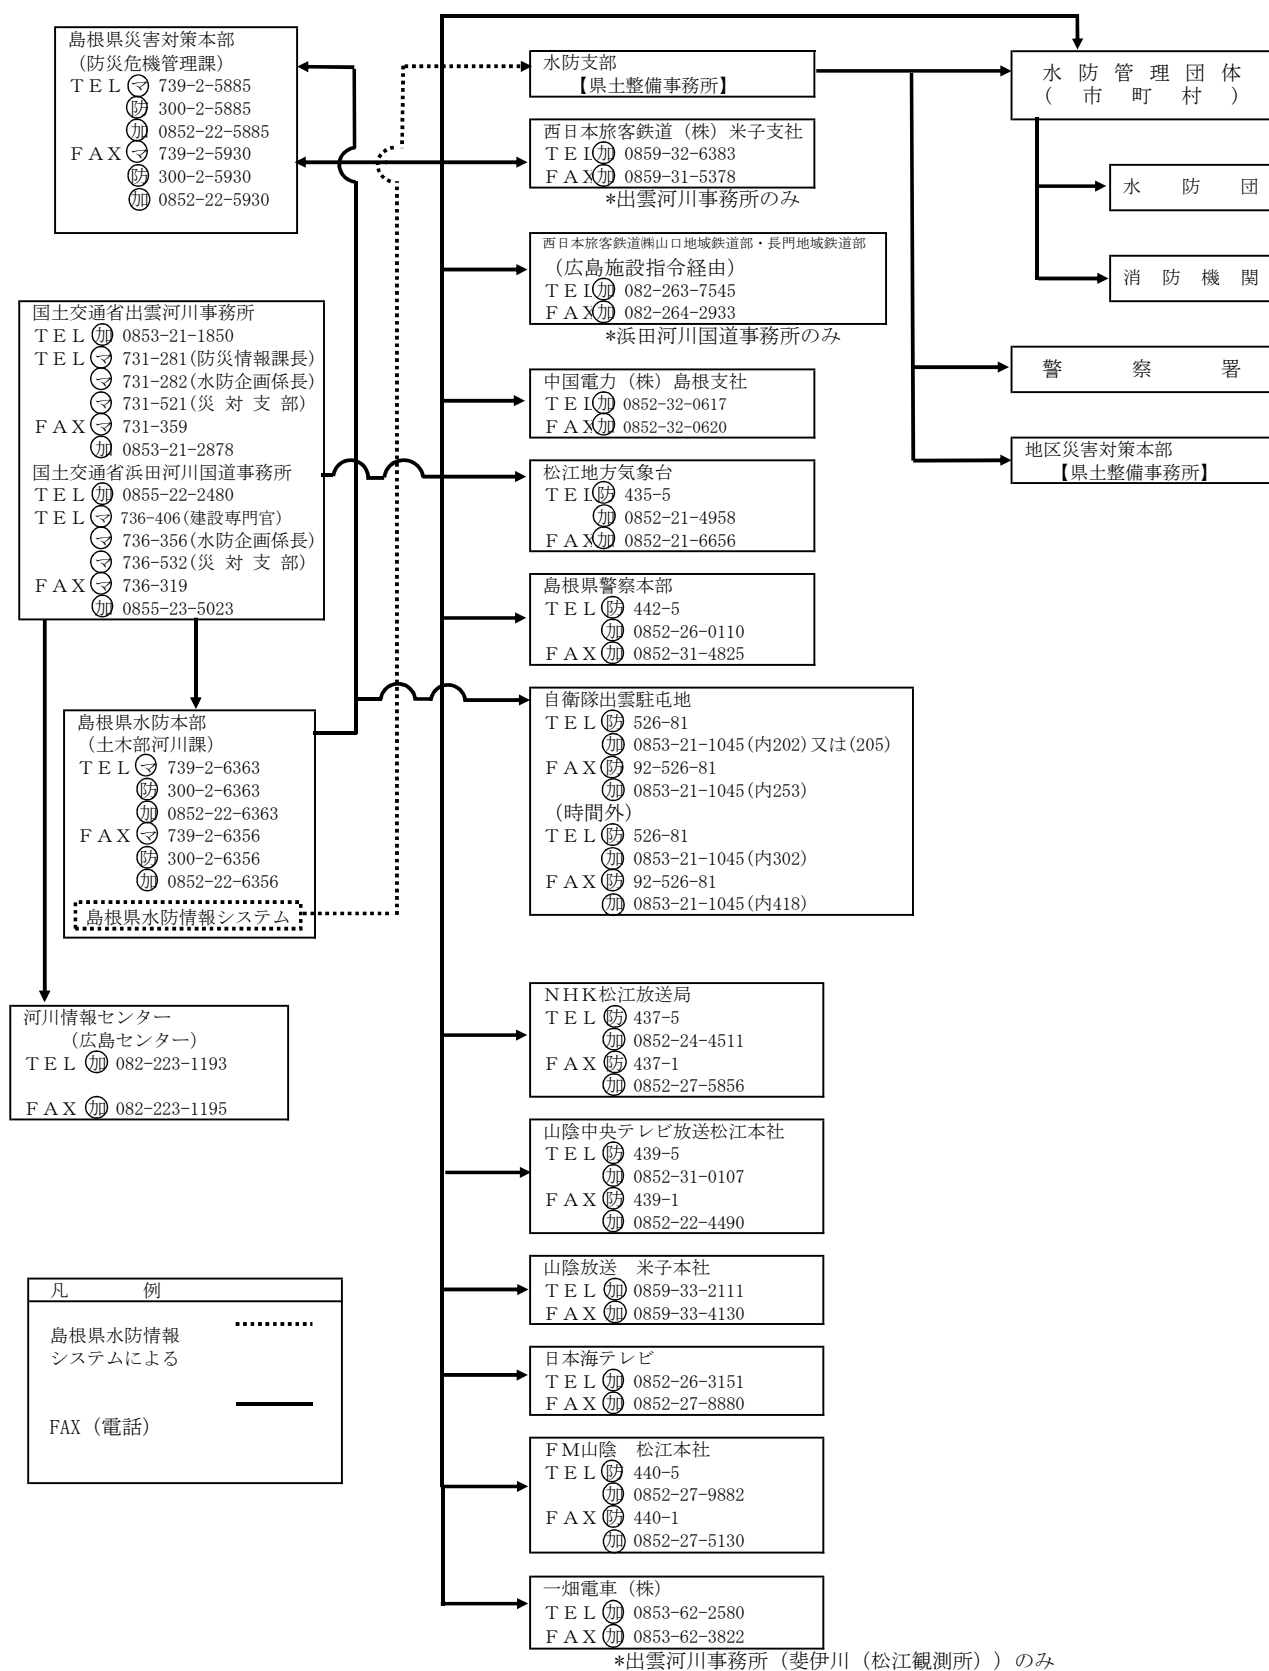 島根県災害対策本部
(防災危機管理課)
ＴＥＬ㋮ 739-2-5885
防 300-2-5885
加 0852-22-5885
ＦＡＸ㋮ 739-2-5930
防 300-2-5930
加 0852-22-5930
国土交通省出雲河川事務所
ＴＥＬ加 0853-21-1850
ＴＥＬ㋮ 731-281(防災情報課長)
㋮ 731-282(水防企画係長)
㋮ 731-521(災 対 支 部)
ＦＡＸ㋮ 731-359
加 0853-21-2878
国土交通省浜田河川国道事務所
ＴＥＬ加 0855-22-2480
ＴＥＬ㋮ 736-406(建設専門官)
㋮ 736-356(水防企画係長)
㋮ 736-532(災 対 支 部)
ＦＡＸ㋮ 736-319
加 0855-23-5023
島根県水防本部
(土木部河川課)
ＴＥＬ㋮ 739-2-6363
防 300-2-6363
加 0852-22-6363
ＦＡＸ㋮ 739-2-6356
防 300-2-6356
加 0852-22-6356
島根県水防情報システム
河川情報センター
(広島センター)
ＴＥＬ加 082-223-1193
ＦＡＸ加 082-223-1195
凡　例
島根県水防情報
システムによる
FAX（電話）
水防支部
【県土整備事務所】
西日本旅客鉄道（株）米子支社
ＴＥＬ加 0859-32-6383
ＦＡＸ加 0859-31-5378
*出雲河川事務所のみ
西日本旅客鉄道㈱山口地域鉄道部・長門地域鉄道部
（広島施設指令経由）
ＴＥＬ加 082-263-7545
ＦＡＸ加 082-264-2933
*浜田河川国道事務所のみ
中国電力（株）島根支社
ＴＥＬ加 0852-32-0617
ＦＡＸ加 0852-32-0620
松江地方気象台
ＴＥＬ防 435-5
加 0852-21-4958
ＦＡＸ加 0852-21-6656
島根県警察本部
ＴＥＬ防 442-5
加 0852-26-0110
ＦＡＸ加 0852-31-4825
自衛隊出雲駐屯地
ＴＥＬ防 526-81
加 0853-21-1045(内202)又は(205)
ＦＡＸ防 92-526-81
加 0853-21-1045(内253)
（時間外）
ＴＥＬ防 526-81
加 0853-21-1045(内302)
ＦＡＸ防 92-526-81
加 0853-21-1045(内418)
ＮＨＫ松江放送局
ＴＥＬ防 437-5
加 0852-24-4511
ＦＡＸ防 437-1
加 0852-27-5856
山陰中央テレビ放送松江本社
ＴＥＬ防 439-5
加 0852-31-0107
ＦＡＸ防 439-1
加 0852-22-4490
山陰放送　米子本社
ＴＥＬ加 0859-33-2111
ＦＡＸ加 0859-33-4130
日本海テレビ
ＴＥＬ加 0852-26-3151
ＦＡＸ加 0852-27-8880
ＦＭ山陰　松江本社
ＴＥＬ防 440-5
加 0852-27-9882
ＦＡＸ防 440-1
加 0852-27-5130
一畑電車（株）
ＴＥＬ加 0853-62-2580
ＦＡＸ加 0853-62-3822
*出雲河川事務所（斐伊川（松江観測所））のみ
水 防 管 理 団 体
（ 市 町 村 ）
水 防 団
消 防 機 関
警 察 署
地区災害対策本部
【県土整備事務所】